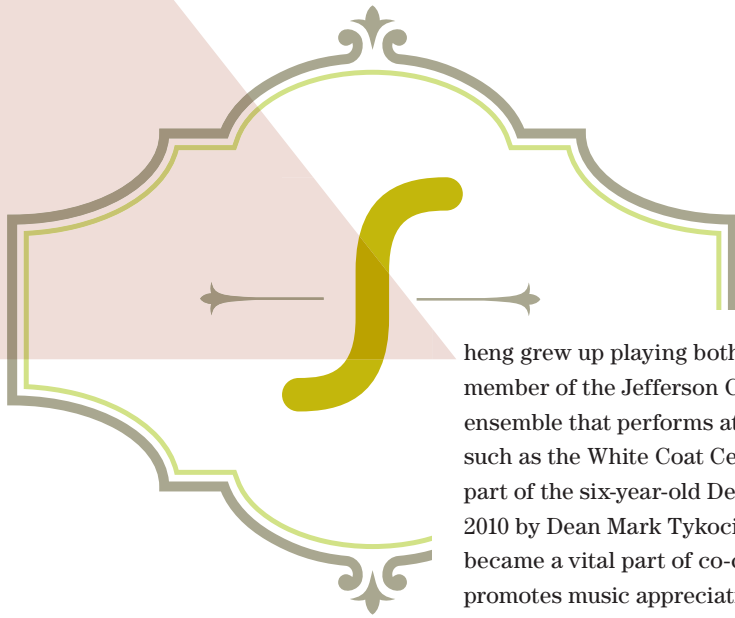 S
heng grew up playing both
member of the Jefferson
ensemble that performs at
such as the White Coat
part of the six-year-old
2010 by Dean Mark
became a vital part of
promotes music